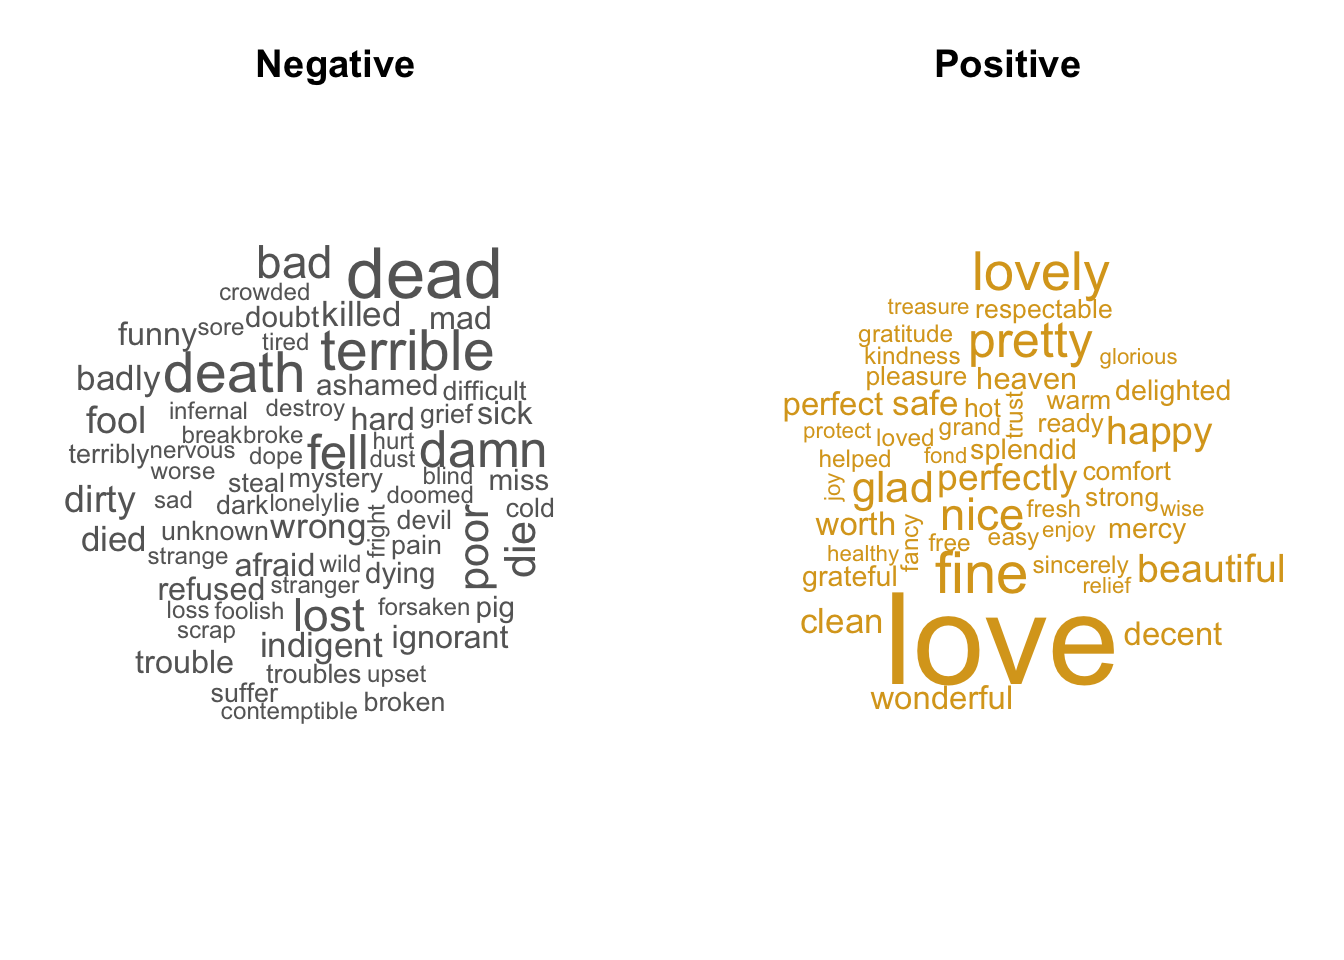 Negative
bad
dead
crowded
doubt
killed
mad
funny
sore
tired
terrible
badly
death
ashamed
difficult
fool
infernal
destroy
hard
grief
sick
break
broke
fell
hurt
damn
terribly
nervous
dope
dust
worse
steal
mystery
blind
miss
dirty
sad
dark
lonely
lie
doomed
cold
died
unknown
wrong
fright
devil
poor
die
strange
afraid
wild
pain
refused
stranger
dying
loss
foolish
lost
forsaken
pig
scrap
indigent
ignorant
trouble
troubles
upset
suffer
contemptible
broken
Positive
lovely
treasure
respectable
gratitude
pretty
kindness
glorious
pleasure
heaven
delighted
perfect
safe
hot
trust
warm
protect
loved
grand
ready
happy
helped
fond
splendid
joy
glad
perfectly
comfort
worth
nice
fresh
strong
wise
healthy
fancy
free
easy
enjoy
mercy
grateful
fine
sincerely
relief
beautiful
clean
love
decent
wonderful